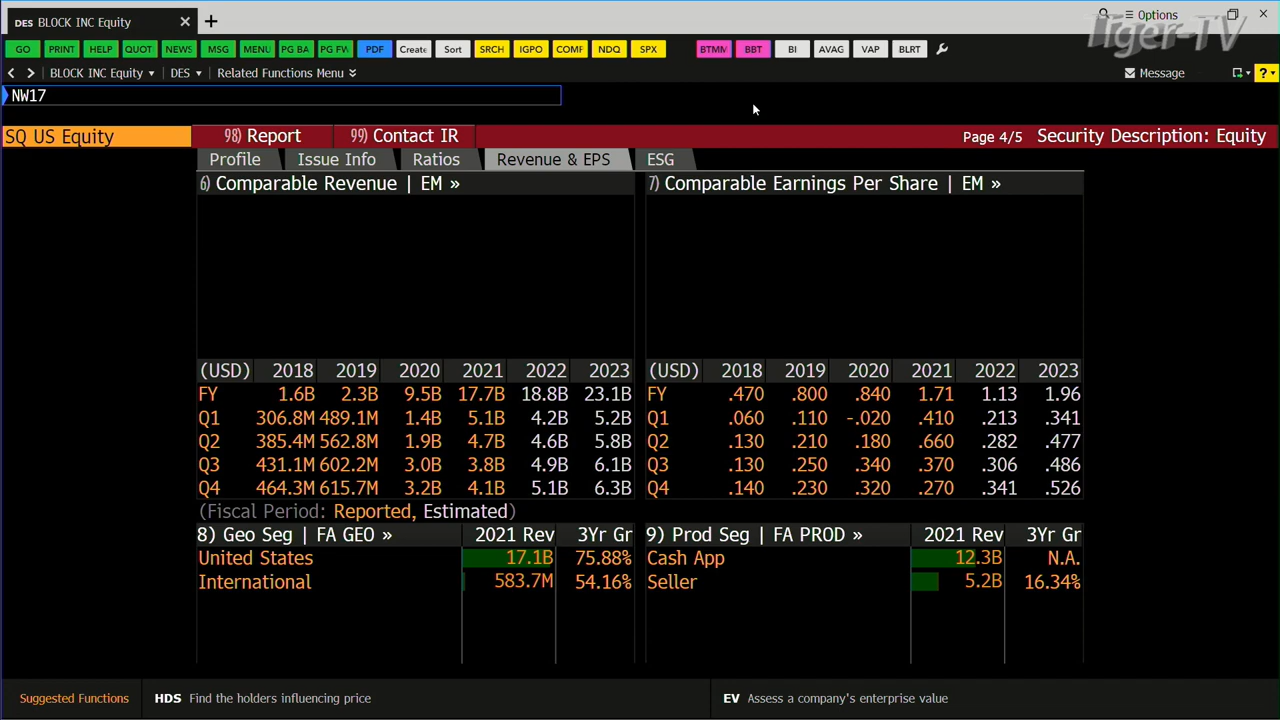 DES BLOCK INC Equity × +
Options
Tiger-TV
GO PRINT HELP QUOT NEWS MSG MENU PG BA PG FW PDF Create Sort SRCH IGPO COMF NDQ SPX BTMM BBT BI AVAG VAP BLRT
BLOCK INC Equity DES Related Functions Menu Message ?
NW17
SQ US Equity 98) Report 99) Contact IR Page 4/5 Security Description: Equity
Profile Issue Info Ratios Revenue & EPS ESG
6) Comparable Revenue | EM » 7) Comparable Earnings Per Share | EM »
(USD) 2018 2019 2020 2021 2022 2023 (USD) 2018 2019 2020 2021 2022 2023
FY 1.6B 2.3B 9.5B 17.7B 18.8B 23.1B FY .470 .800 .840 1.71 1.13 1.96
Q1 306.8M 489.1M 1.4B 5.1B 4.2B 5.2B Q1 .060 .110 -.020 .410 .213 .341
Q2 385.4M 562.8M 1.9B 4.7B 4.6B 5.8B Q2 .130 .210 .180 .660 .282 .477
Q3 431.1M 602.2M 3.0B 3.8B 4.9B 6.1B Q3 .130 .250 .340 .370 .306 .486
Q4 464.3M 615.7M 3.2B 4.1B 5.1B 6.3B Q4 .140 .230 .320 .270 .341 .526
(Fiscal Period: Reported, Estimated)
8) Geo Seg | FA GEO » 2021 Rev 3Yr Gr 9) Prod Seg | FA PROD » 2021 Rev 3Yr Gr
United States 17.1B 75.88% Cash App 12.3B N.A.
International 583.7M 54.16% Seller 5.2B 16.34%
Suggested Functions HDS Find the holders influencing price EV Assess a company's enterprise value